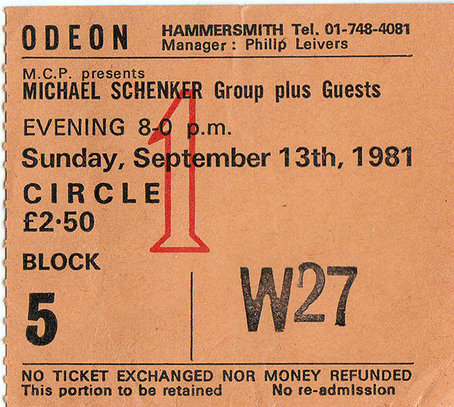 ODEON HAMMERSMITH Tel. 01-748-4081
Manager : Philip Leivers
M.C.P. presents
MICHAEL SCHENKER Group plus Guests
EVENING 8-0 p.m.
Sunday, September 13th, 1981
CIRCLE
£2·50
1
BLOCK
5 W27
NO TICKET EXCHANGED NOR MONEY REFUNDED
This portion to be retained No re-admission